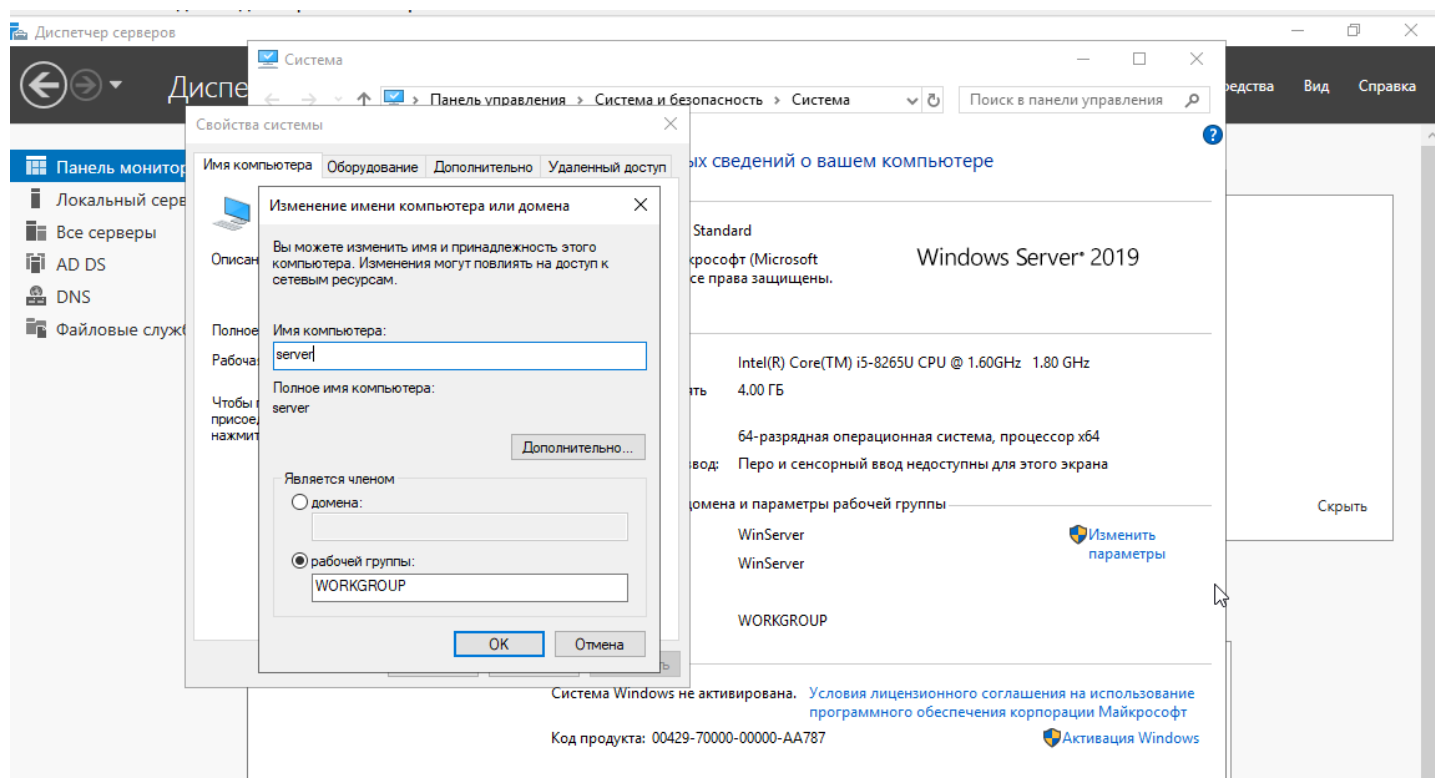 Диспетчер серверов
Система
Диспе
Панель управления > Система и безопасность > Система
Поиск в панели управления
Вид
Справка
Свойства системы
Имя компьютера
Оборудование
Дополнительно
Удаленный доступ
ых сведений о вашем компьютере
Панель монитор
Локальный серв
Все серверы
AD DS
DNS
Файловые служ
Изменение имени компьютера или домена
Вы можете изменить имя и принадлежность этого
компьютера. Изменения могут повлиять на доступ к
сетевым ресурсам.
Описан
Полное
Рабоча
Чтобы
присое
нажмит
Имя компьютера:
server
Полное имя компьютера:
server
Дополнительно...
Является членом
домена:
рабочей группы:
WORKGROUP
OK
Отмена
Standard
крософт (Microsoft
се права защищены.
Windows Server 2019
Intel(R) Core(TM) i5-8265U CPU @ 1.60GHz 1.80 GHz
ять
4.00 ГБ
64-разрядная операционная система, процессор x64
ввод:
Перо и сенсорный ввод недоступны для этого экрана
домена и параметры рабочей группы
WinServer
Изменить
параметры
WinServer
WORKGROUP
Скрыть
Система Windows не активирована. Условия лицензионного соглашения на использование
программного обеспечения корпорации Майкрософт
Код продукта: 00429-70000-00000-AA787
Активация Windows